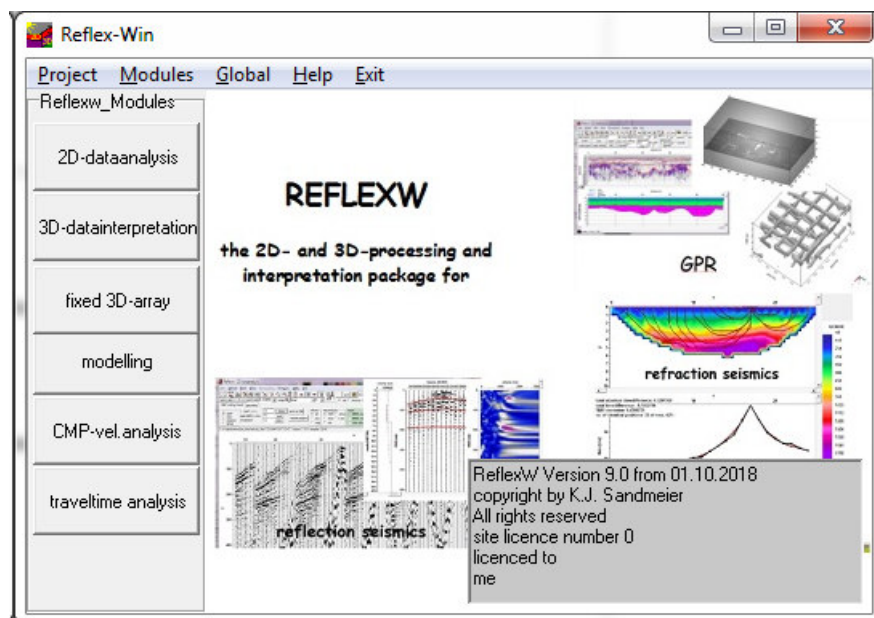 Reflex-Win
Project Modules Global Help Exit
Reflexw_Modules
2D-dataanalysis
3D-datainterpretation
fixed 3D-array
modelling
CMP-vel.analysis
traveltime analysis
REFLEXW
the 2D- and 3D-processing and
interpretation package for
GPR
refraction seismics
reflection seismics
ReflexW Version 9.0 from 01.10.2018
copyright by K.J. Sandmeier
All rights reserved
site licence number 0
licenced to
me